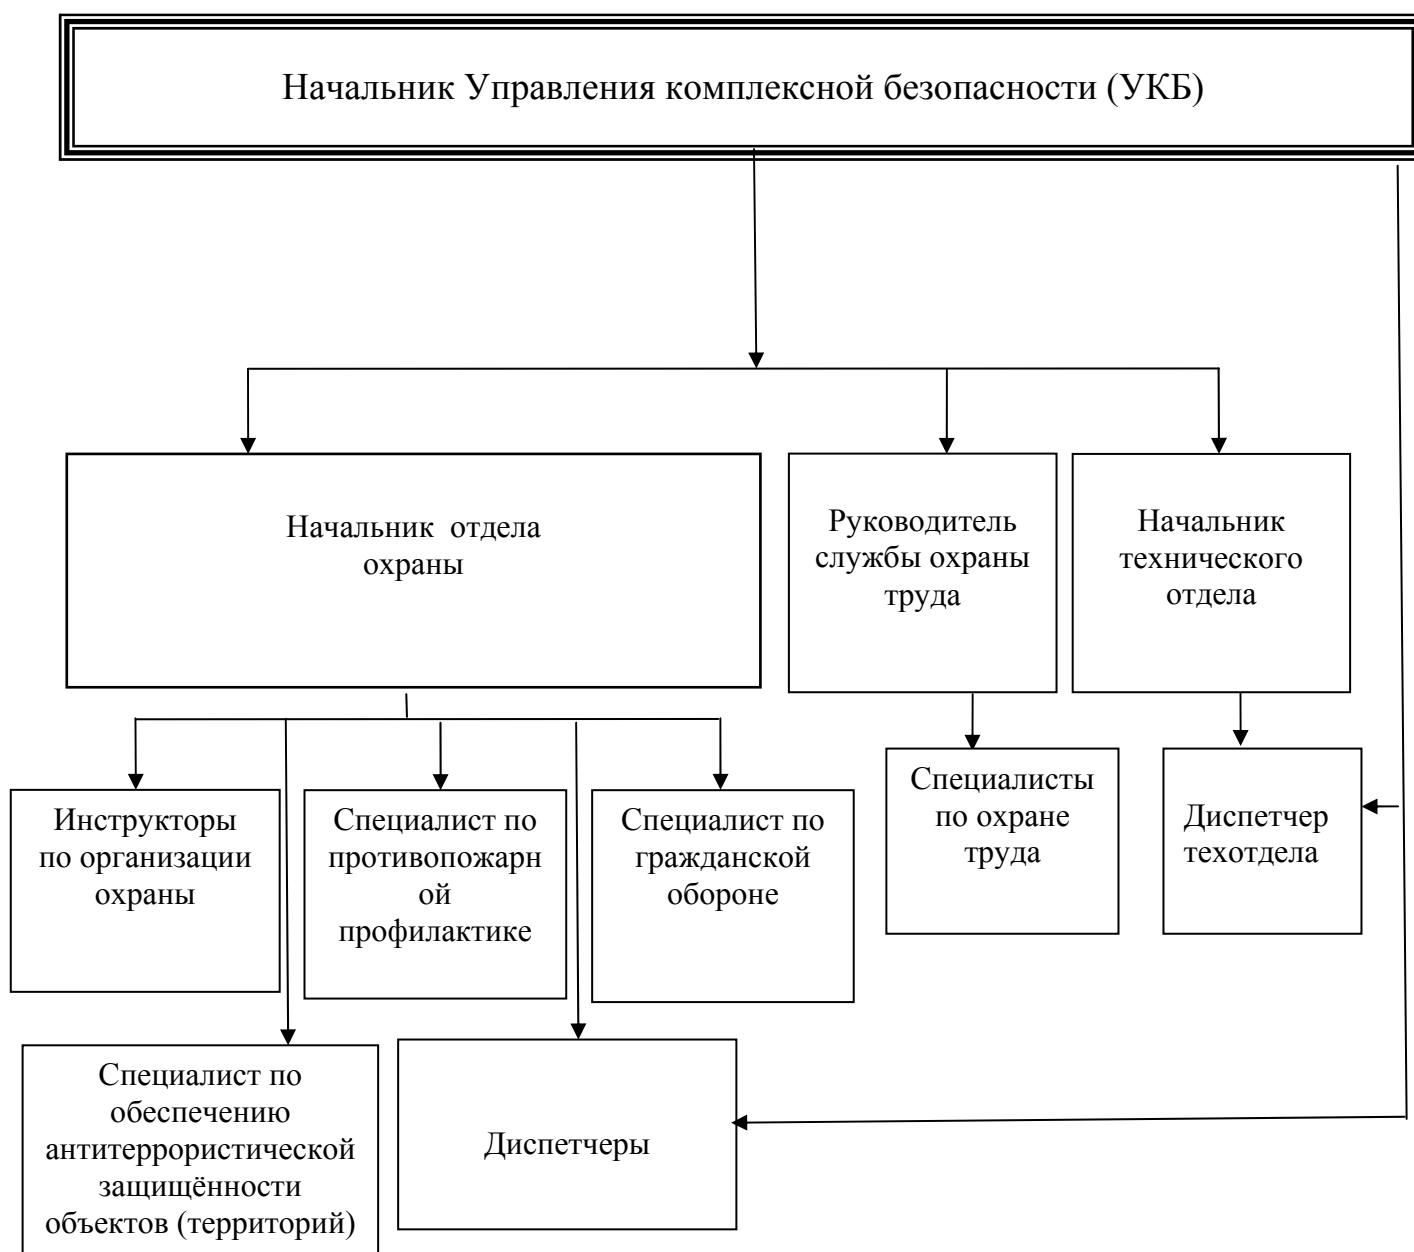 Начальник Управления комплексной безопасности (УКБ)
Начальник отдела
охраны
Руководитель
службы охраны
труда
Начальник
технического
отдела
Инструкторы
по организации
охраны
Специалист по
противопожарн
ой
профилактике
Специалист по
гражданской
обороне
Специалисты
по охране
труда
Диспетчер
техотдела
Специалист по
обеспечению
антитеррористической
защищённости
объектов (территорий)
Диспетчеры